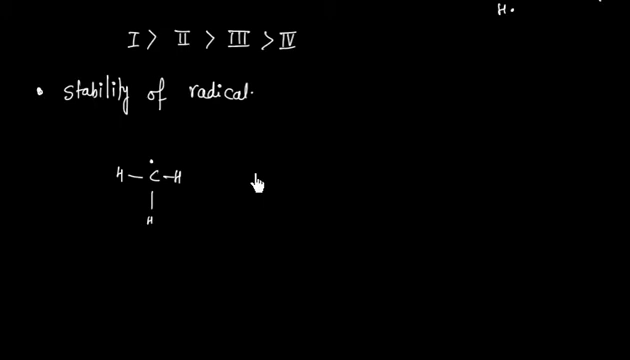 H.
I > II > III > IV
• stability of radical.
H — Ċ — H
|
H